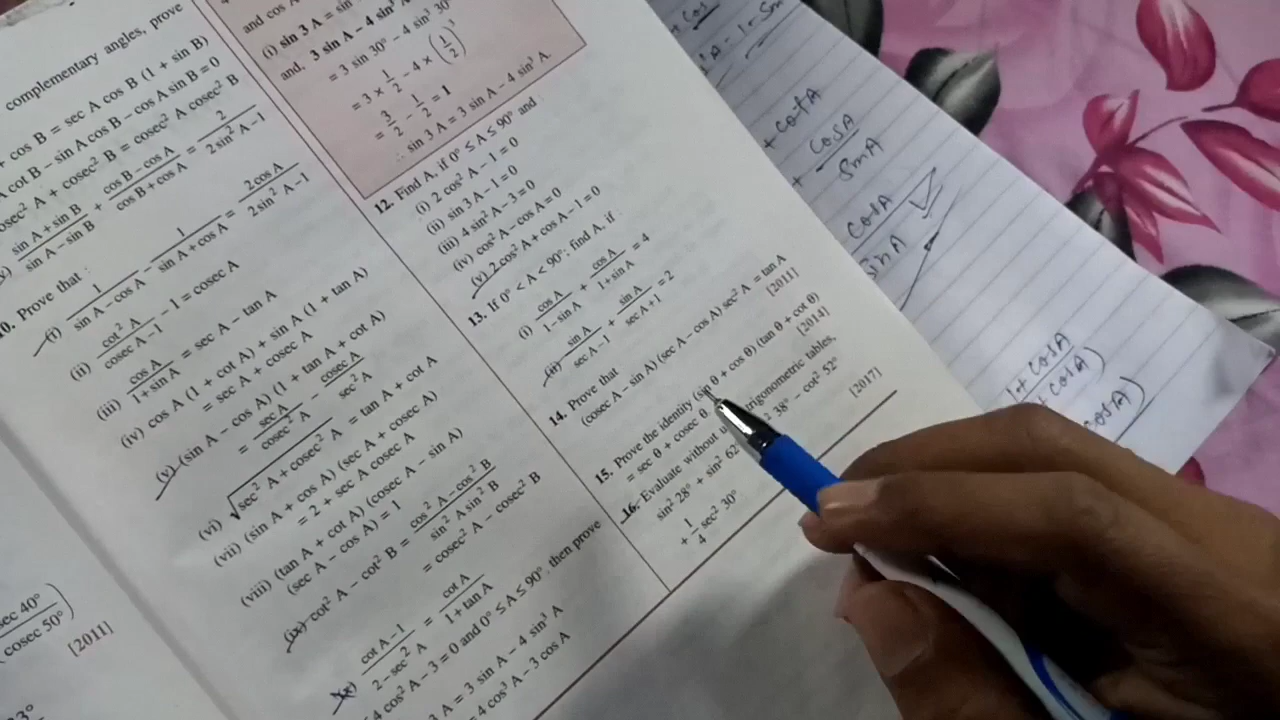 complementary angles, prove
+ cos B = sec A cos B (1 + sin B)
cot B − sin A cos B − cos A sin B = 0
sec² A + cosec² B = cosec² A cosec² B
sin A + sin B / sin A − sin B + cos B − cos A / cos B + cos A = 2 / 2 sin² A − 1
10. Prove that :
(i) 1 / sin A − cos A − 1 / sin A + cos A = 2 cos A / 2 sin² A − 1
(ii) cot² A / cosec A − 1 − 1 = cosec A
(iii) cos A / 1 + sin A = sec A − tan A
(iv) cos A (1 + cot A) + sin A (1 + tan A)
= sec A + cosec A
(v) (sin A − cos A) (1 + tan A + cot A)
= sec A / cosec² A − cosec A / sec² A
(vi) √sec² A + cosec² A = tan A + cot A
(vii) (sin A + cos A) (sec A + cosec A)
= 2 + sec A cosec A
(viii) (tan A + cot A) (cosec A − sin A)
(sec A − cos A) = 1
(ix) cot² A − cot² B = cos² A − cos² B / sin² A sin² B
= cosec² A − cosec² B
(x) cot A − 1 / 2 − sec² A = cot A / 1 + tan A
4 cos² A − 3 = 0 and 0° ≤ A ≤ 90°, then prove
A = 3 sin A − 4 sin³ A
= 4 cos³ A − 3 cos A
sec 40° / cosec 50° )
[2011]
and cos
(i) sin 3 A = sin
and, 3 sin A − 4 sin³
= 3 sin 30° − 4 sin³ 30°
= 3 × 1/2 − 4 × (1/2)³
= 3/2 − 1/2 = 1
∴ sin 3 A = 3 sin A − 4 sin³ A.
12. Find A, if 0° ≤ A ≤ 90° and
(i) 2 cos² A − 1 = 0
(ii) sin 3A − 1 = 0
(iii) 4 sin² A − 3 = 0
(iv) cos² A − cos A = 0
(v) 2 cos² A + cos A − 1 = 0
13. If 0° < A < 90°; find A, if :
(i) cos A / 1 − sin A + cos A / 1 + sin A = 4
(ii) sin A / sec A − 1 + sin A / sec A + 1 = 2
14. Prove that
(cosec A − sin A) (sec A − cos A) sec² A = tan A
[2011]
15. Prove the identity (sin θ + cos θ) (tan θ + cot θ)
= sec θ + cosec θ.
[2014]
16. Evaluate without trigonometric tables,
sin² 28° + sin² 62 38° − cot² 52°
+ 1/4 sec² 30°
[2017]
+ cotA
+ cosA / sinA
cosA / sinA
1 + cosA
cosA)
cosA)